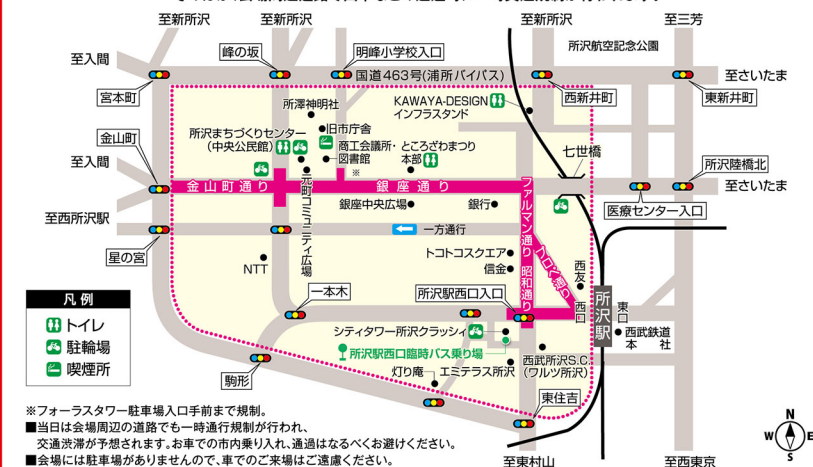 至新所沢
至新所沢
至新所沢
至三芳
所沢航空記念公園
至入間
峰の坂
明峰小学校入口
国道463号(浦所バイパス)
至さいたま
宮本町
西新井町
東新井町
所澤神明社
KAWAYA-DESIGN
インフラスタンド
旧市庁舎
所沢まちづくりセンター
(中央公民館)
商工会議所・
図書館
ところざわまつり
本部
※
七世橋
金山町
所沢陸橋北
至入間
金山町通り
銀座通り
至さいたま
ファルマン通り
医療センター入口
元町コミュニティ広場
銀座中央広場
銀行
至西所沢駅
一方通行
星の宮
トコトコスクエア
信金
昭和通り
プロペ通り
西友
NTT
一本木
所沢駅西口入口
西口
所沢駅
東口
西武鉄道
本社
シティタワー所沢クラッシィ
所沢駅西口臨時バス乗り場
西武所沢S.C.
(ワルツ所沢)
灯り庵
エミテラス所沢
駒形
東住吉
至東村山
至西東京
凡例
トイレ
駐輪場
喫煙所
※フォーラスタワー駐車場入口手前まで規制。
■当日は会場周辺の道路でも一時通行規制が行われ、
交通渋滞が予想されます。お車での市内乗り入れ、通過はなるべくお避けください。
■会場には駐車場がありませんので、車でのご来場はご遠慮ください。
N
W
E
S